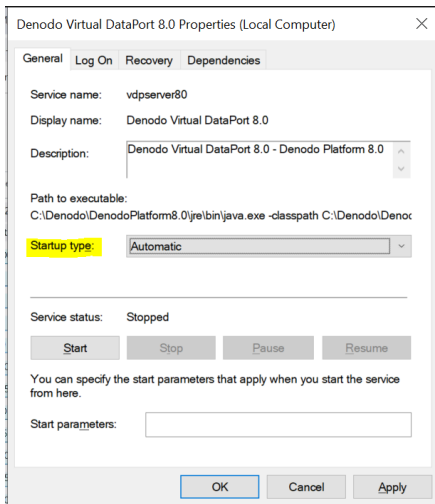 Denodo Virtual DataPort 8.0 Properties (Local Computer)
General Log On Recovery Dependencies
Service name: vdpserver80
Display name: Denodo Virtual DataPort 8.0
Description: Denodo Virtual DataPort 8.0 - Denodo Platform 8.0
Path to executable:
C:\Denodo\DenodoPlatform8.0\jre\bin\java.exe -classpath C:\Denodo\Denoc
Startup type: Automatic
Service status: Stopped
Start Stop Pause Resume
You can specify the start parameters that apply when you start the service
from here.
Start parameters:
OK Cancel Apply